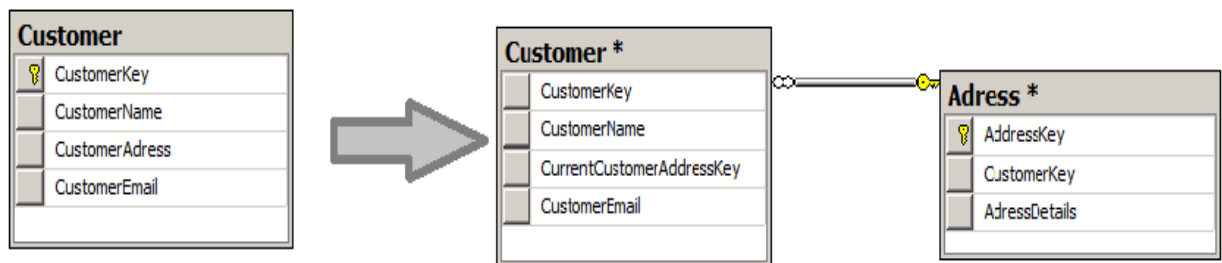 Customer
CustomerKey
CustomerName
CustomerAdress
CustomerEmail
Customer *
CustomerKey
CustomerName
CurrentCustomerAddressKey
CustomerEmail
Adress *
AddressKey
CustomerKey
AdressDetails